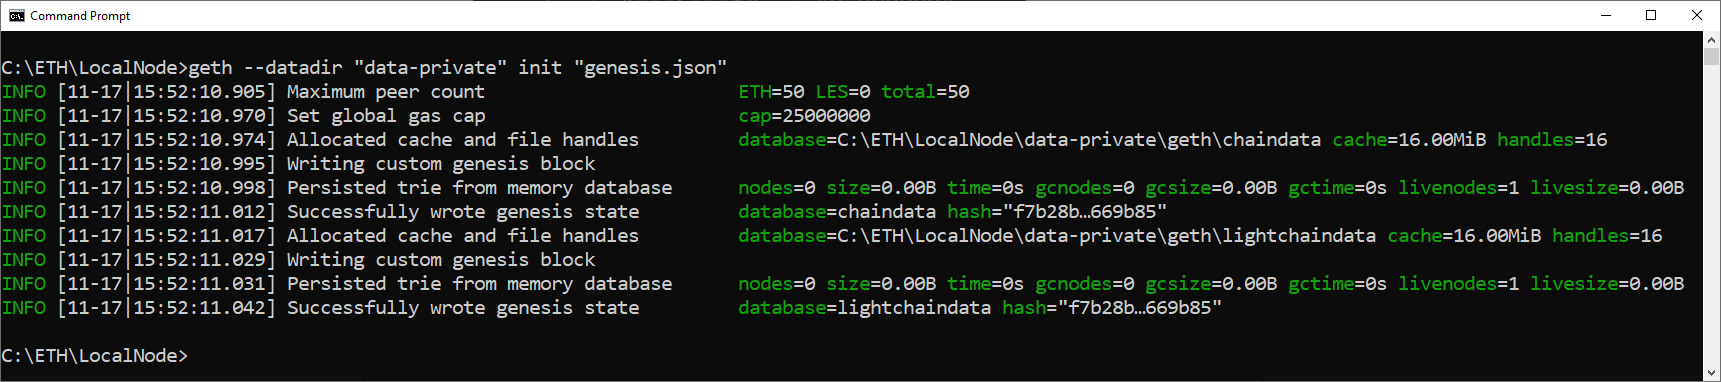 Command Prompt
C:\ETH\LocalNode>geth --datadir "data-private" init "genesis.json"
INFO [11-17|15:52:10.905] Maximum peer count                       ETH=50 LES=0 total=50
INFO [11-17|15:52:10.970] Set global gas cap                       cap=25000000
INFO [11-17|15:52:10.974] Allocated cache and file handles         database=C:\ETH\LocalNode\data-private\geth\chaindata cache=16.00MiB handles=16
INFO [11-17|15:52:10.995] Writing custom genesis block
INFO [11-17|15:52:10.998] Persisted trie from memory database      nodes=0 size=0.00B time=0s gcnodes=0 gcsize=0.00B gctime=0s livenodes=1 livesize=0.00B
INFO [11-17|15:52:11.012] Successfully wrote genesis state         database=chaindata hash="f7b28b…669b85"
INFO [11-17|15:52:11.017] Allocated cache and file handles         database=C:\ETH\LocalNode\data-private\geth\lightchaindata cache=16.00MiB handles=16
INFO [11-17|15:52:11.029] Writing custom genesis block
INFO [11-17|15:52:11.031] Persisted trie from memory database      nodes=0 size=0.00B time=0s gcnodes=0 gcsize=0.00B gctime=0s livenodes=1 livesize=0.00B
INFO [11-17|15:52:11.042] Successfully wrote genesis state         database=lightchaindata hash="f7b28b…669b85"
C:\ETH\LocalNode>